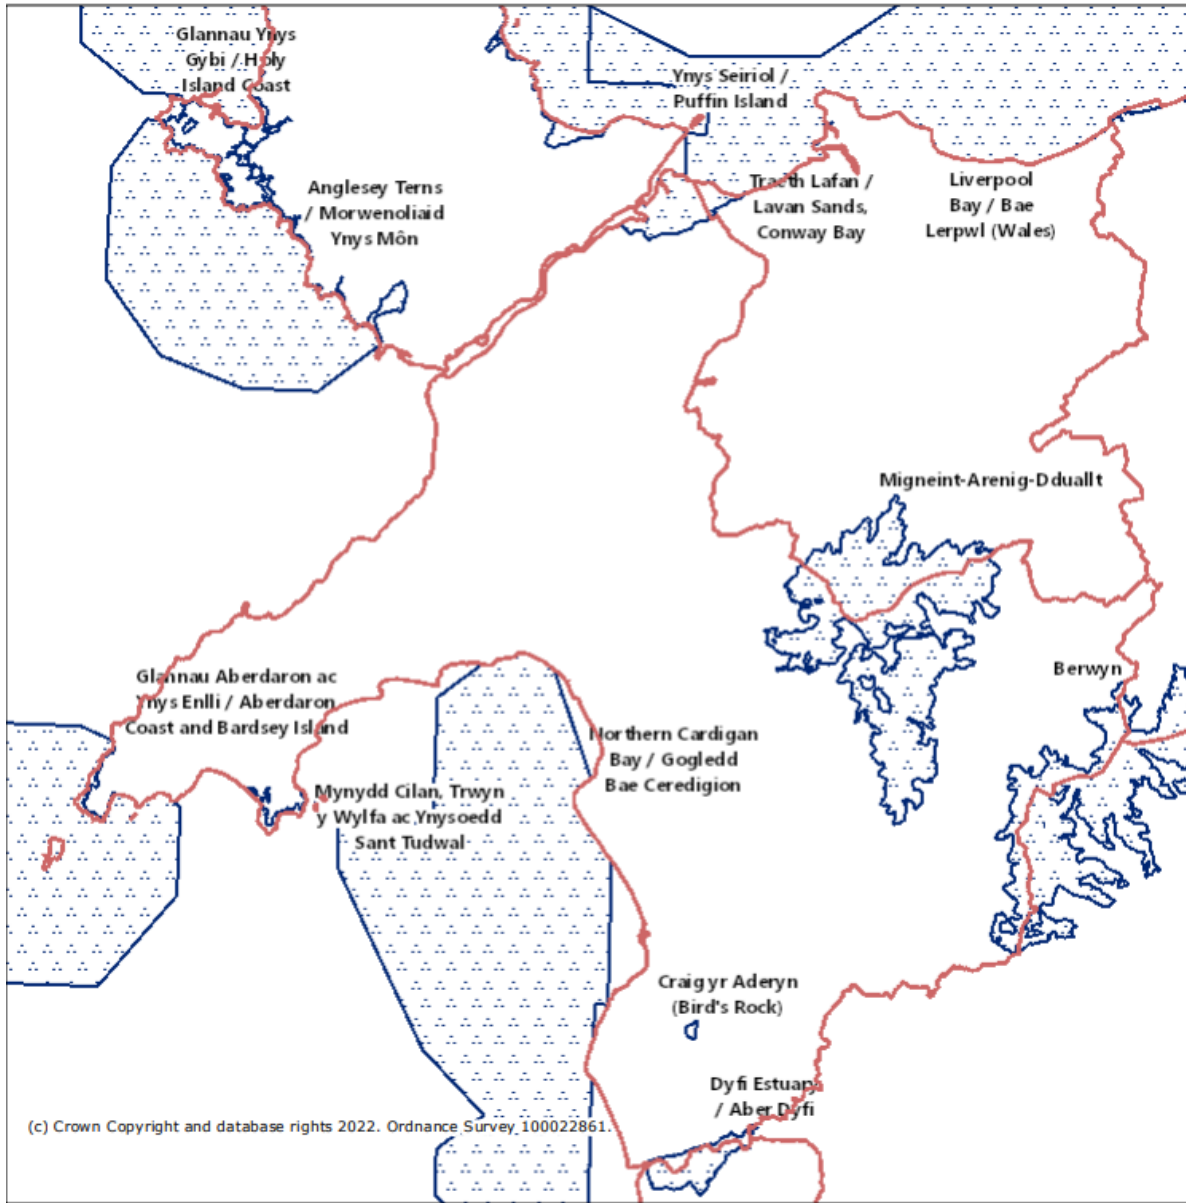 Glannau Ynys
Gybi / Holy
Island Coast
Ynys Seiriol /
Puffin Island
Anglesey Terns
/ Morwenoliaid
Ynys Môn
Traeth Lafan /
Lavan Sands,
Conway Bay
Liverpool
Bay / Bae
Lerpwl (Wales)
Migneint-Arenig-Dduallt
Glannau Aberdaron ac
Ynys Enlli / Aberdaron
Coast and Bardsey Island
Berwyn
Northern Cardigan
Bay / Gogledd
Bae Ceredigion
Mynydd Cilan, Trwyn
y Wylfa ac Ynysoedd
Sant Tudwal
Craig yr Aderyn
(Bird's Rock)
Dyfi Estuary
/ Aber Dyfi
(c) Crown Copyright and database rights 2022. Ordnance Survey 100022861.